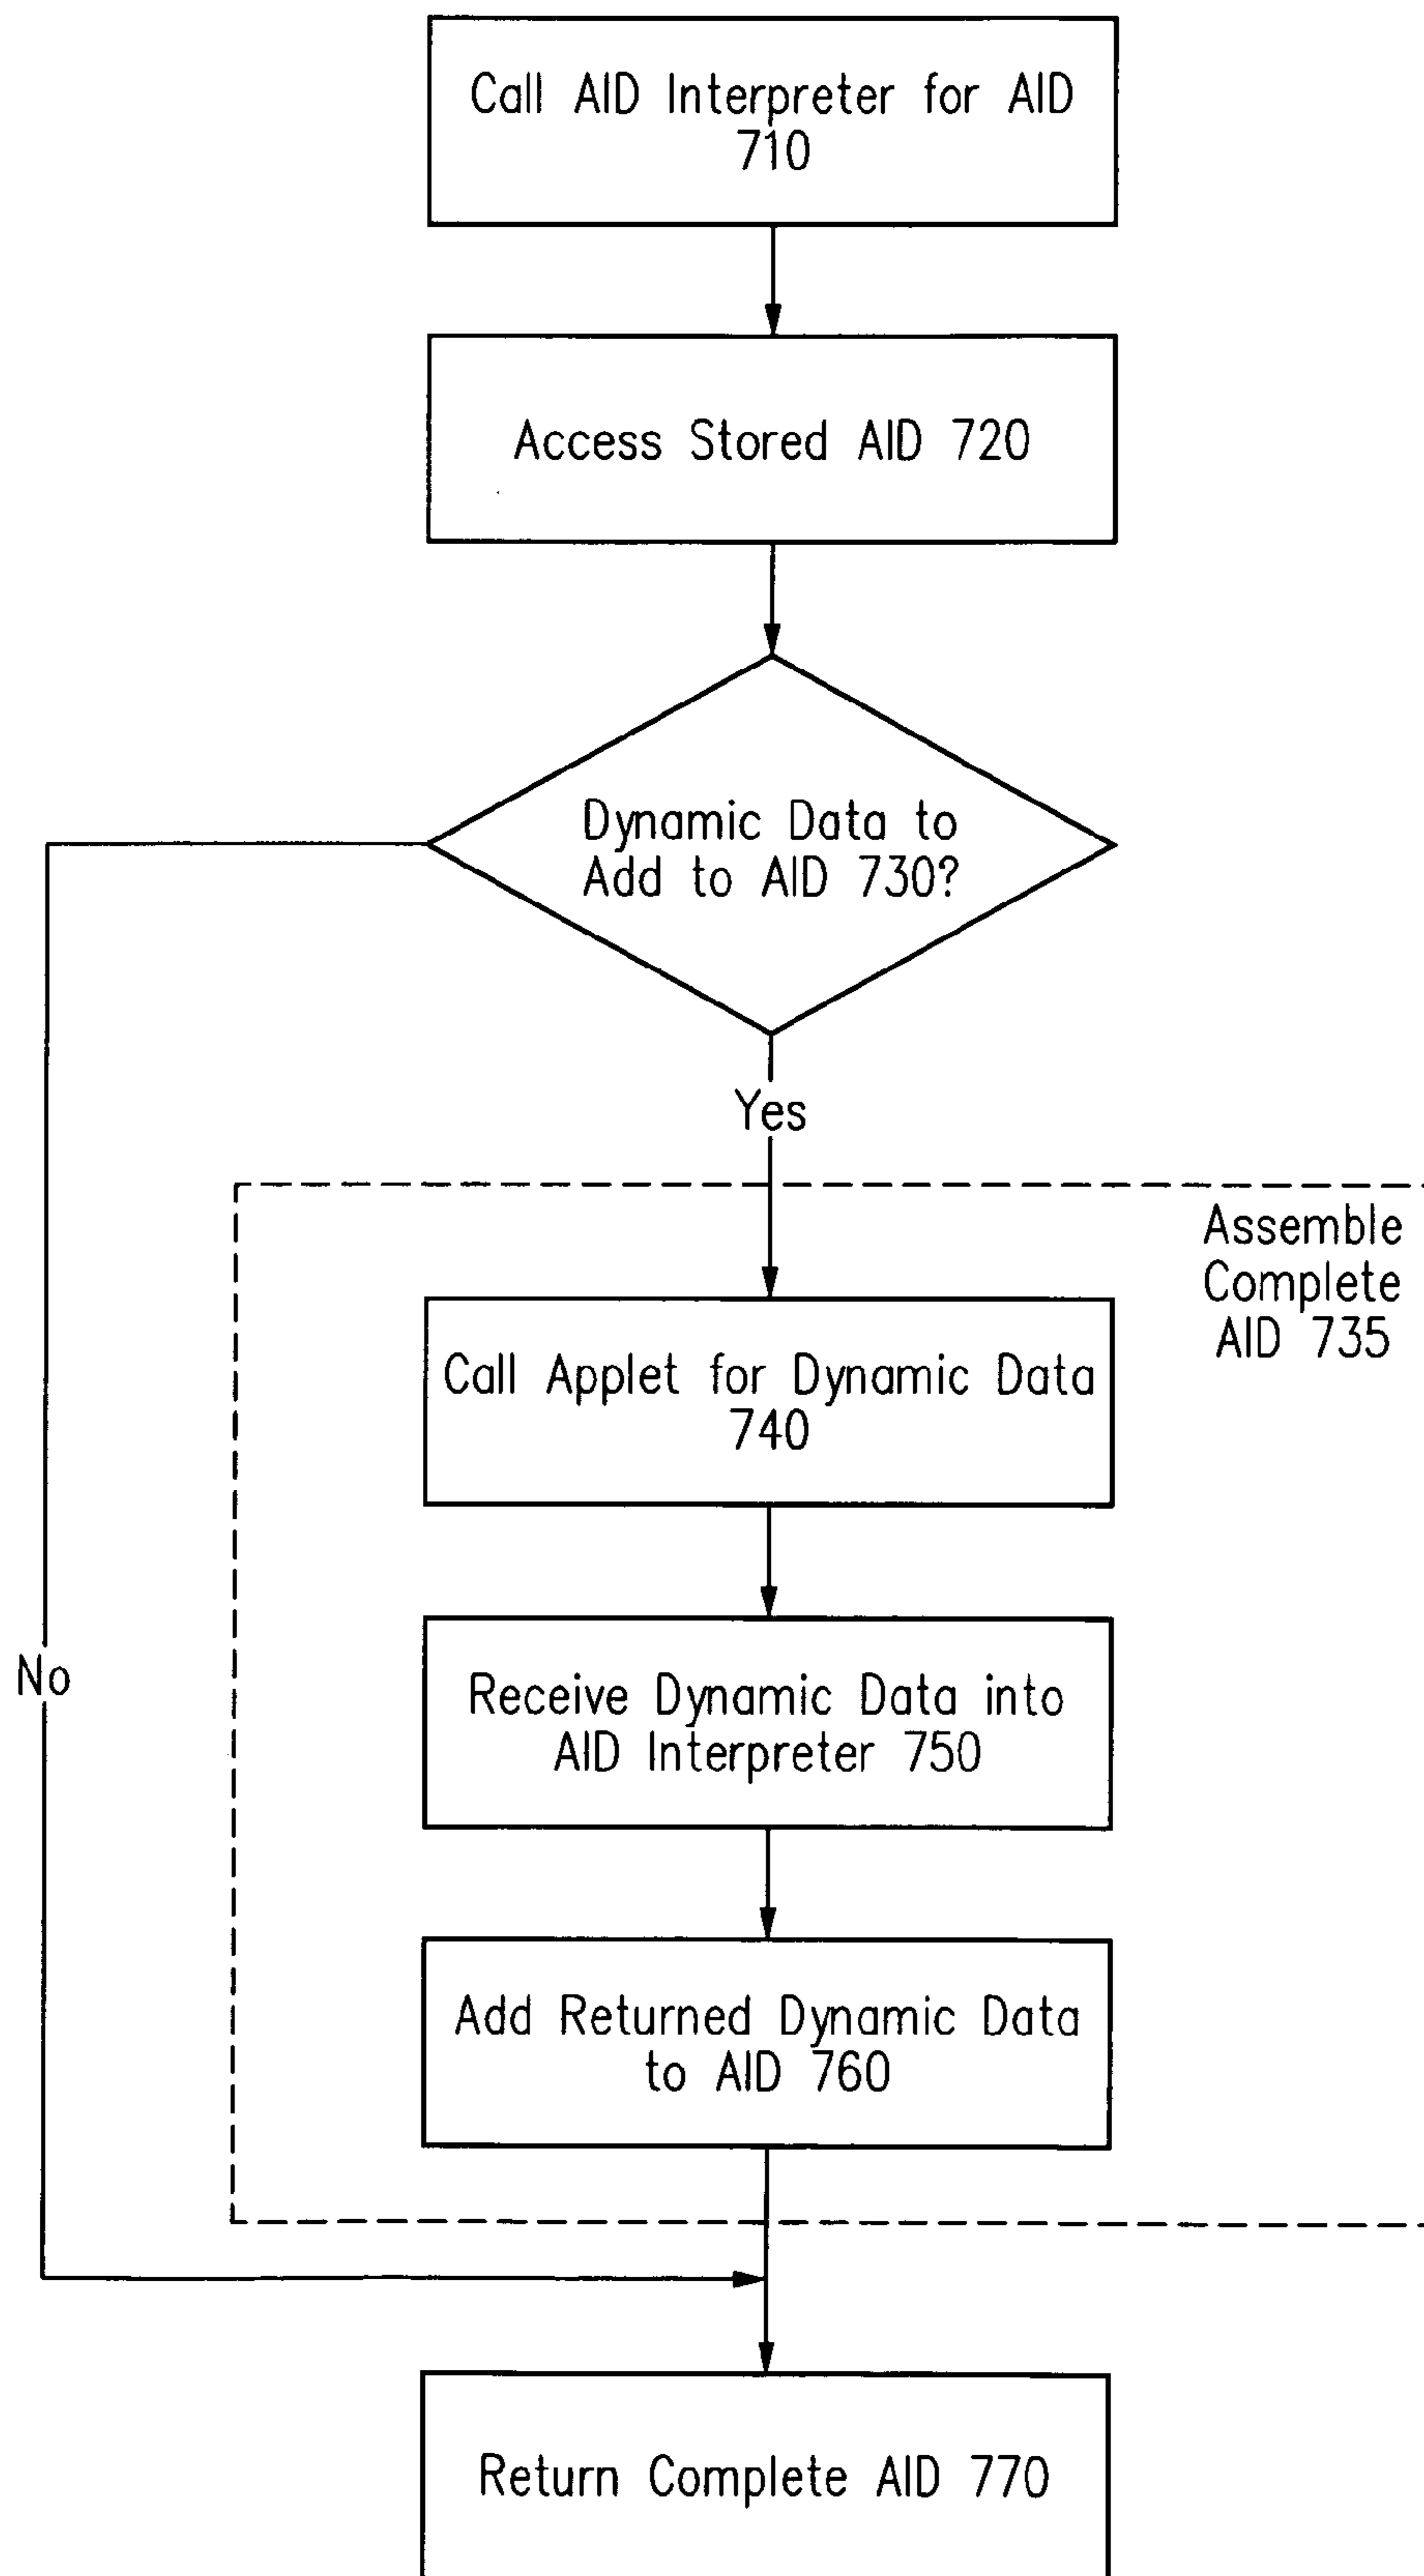 Call AID Interpreter for AID
710
Access Stored AID 720
Dynamic Data to
Add to AID 730?
Yes
Assemble
Complete
AID 735
Call Applet for Dynamic Data
740
No
Receive Dynamic Data into
AID Interpreter 750
Add Returned Dynamic Data
to AID 760
Return Complete AID 770